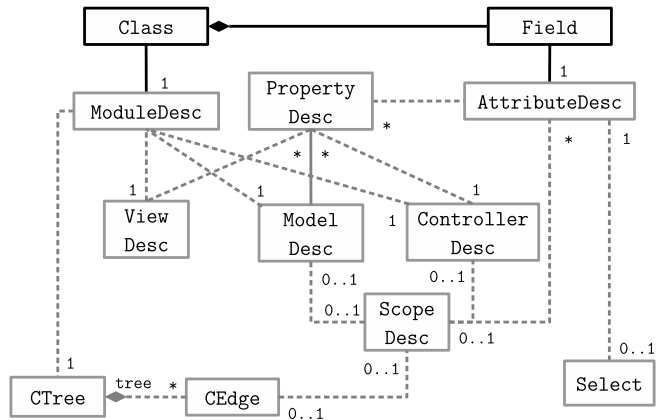 Class
Field
1
1
Property
Desc
ModuleDesc
AttributeDesc
*
*
*
*
1
1
1
1
1
View
Desc
Model
Desc
Controller
Desc
0..1
0..1
0..1
Scope
Desc
0..1
0..1
0..1
1
tree
*
CTree
CEdge
0..1
Select